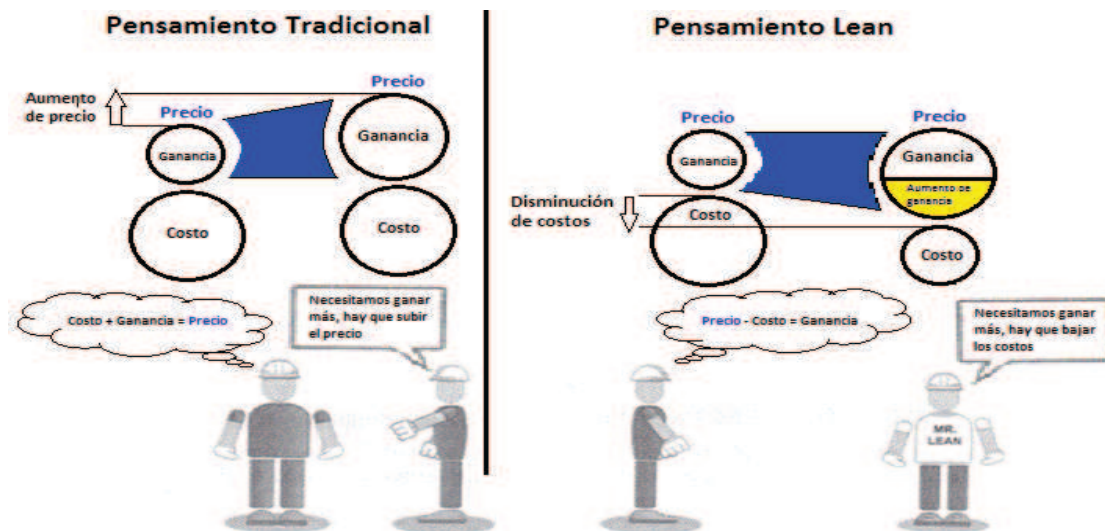 Pensamiento Tradicional
Aumento
de precio
Precio
Precio
Ganancia
Ganancia
Costo
Costo
Costo + Ganancia = Precio
Necesitamos ganar
más, hay que subir
el precio
Pensamiento Lean
Precio
Precio
Ganancia
Ganancia
Aumento de
ganancia
Disminución
de costos
Costo
Costo
Precio - Costo = Ganancia
Necesitamos ganar
más, hay que bajar
los costos
MR.
LEAN